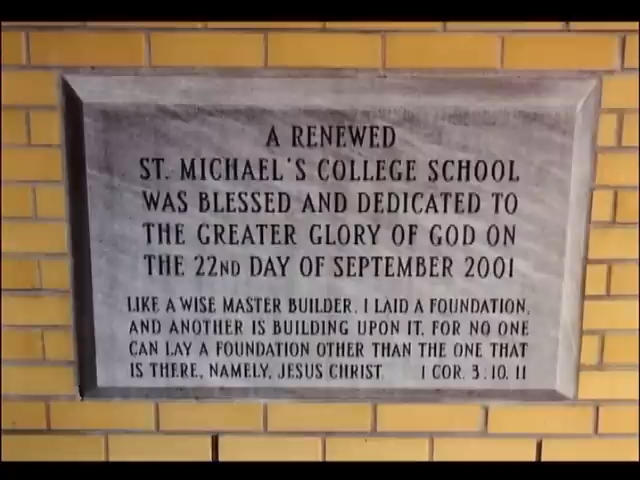 A RENEWED
ST. MICHAEL'S COLLEGE SCHOOL
WAS BLESSED AND DEDICATED TO
THE GREATER GLORY OF GOD ON
THE 22ND DAY OF SEPTEMBER 2001
LIKE A WISE MASTER BUILDER, I LAID A FOUNDATION,
AND ANOTHER IS BUILDING UPON IT, FOR NO ONE
CAN LAY A FOUNDATION OTHER THAN THE ONE THAT
IS THERE, NAMELY, JESUS CHRIST. I COR. 3.10, 11